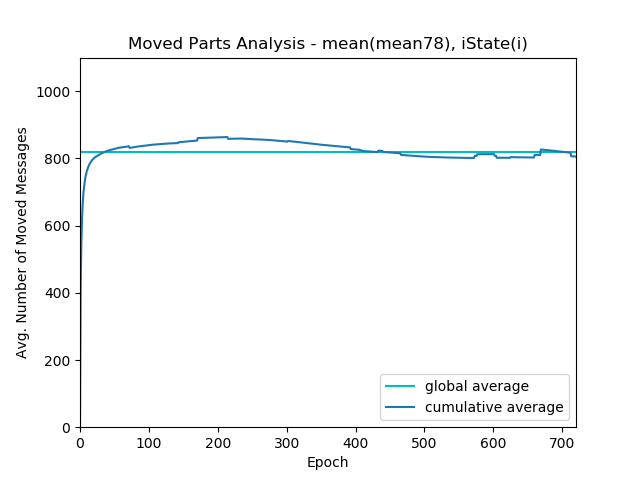 Moved Parts Analysis - mean(mean78), iState(i)
Avg. Number of Moved Messages
1000
800
600
400
200
0
0 100 200 300 400 500 600 700
Epoch
global average
cumulative average